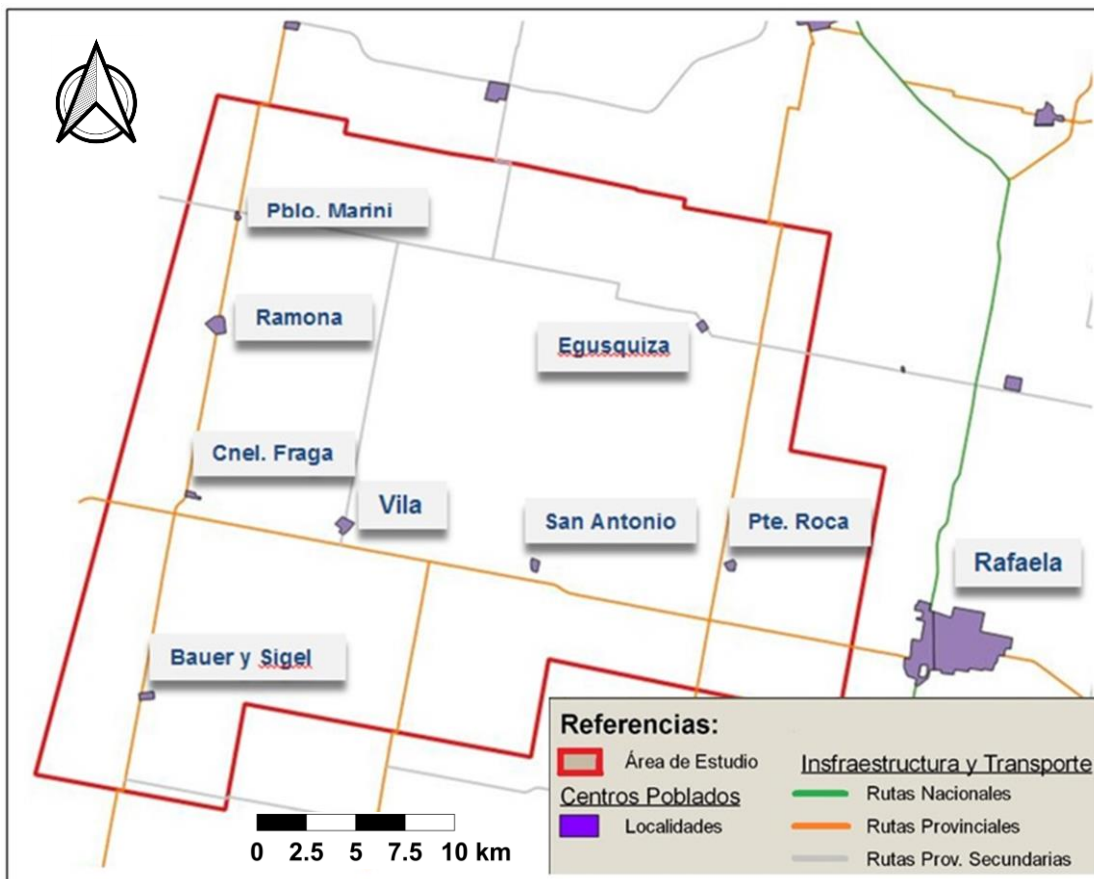 Pblo. Marini
Ramona
Egusquiza
Cnel. Fraga
Vila
San Antonio
Pte. Roca
Rafaela
Bauer y Sigel
Referencias:
Área de Estudio
Centros Poblados
Localidades
Insfraestructura y Transporte
Rutas Nacionales
Rutas Provinciales
Rutas Prov. Secundarias
0 2.5 5 7.5 10 km